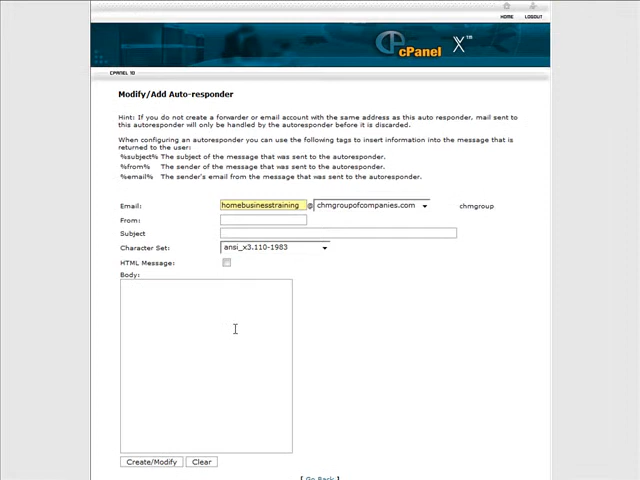 HOME LOGOUT
cPanel X™
CPANEL 10
Modify/Add Auto-responder
Hint: If you do not create a forwarder or email account with the same address as this auto responder, mail sent to
this autoresponder will only be handled by the autoresponder before it is discarded.
When configuring an autoresponder you can use the following tags to insert information into the message that is
returned to the user:
%subject% The subject of the message that was sent to the autoresponder.
%from% The sender of the message that was sent to the autoresponder.
%email% The sender's email from the message that was sent to the autoresponder.
Email: homebusinesstraining @ chmgroupofcompanies.com chmgroup
From:
Subject
Character Set: ansi_x3.110-1983
HTML Message:
Body:
Create/Modify Clear
[ Go Back ]